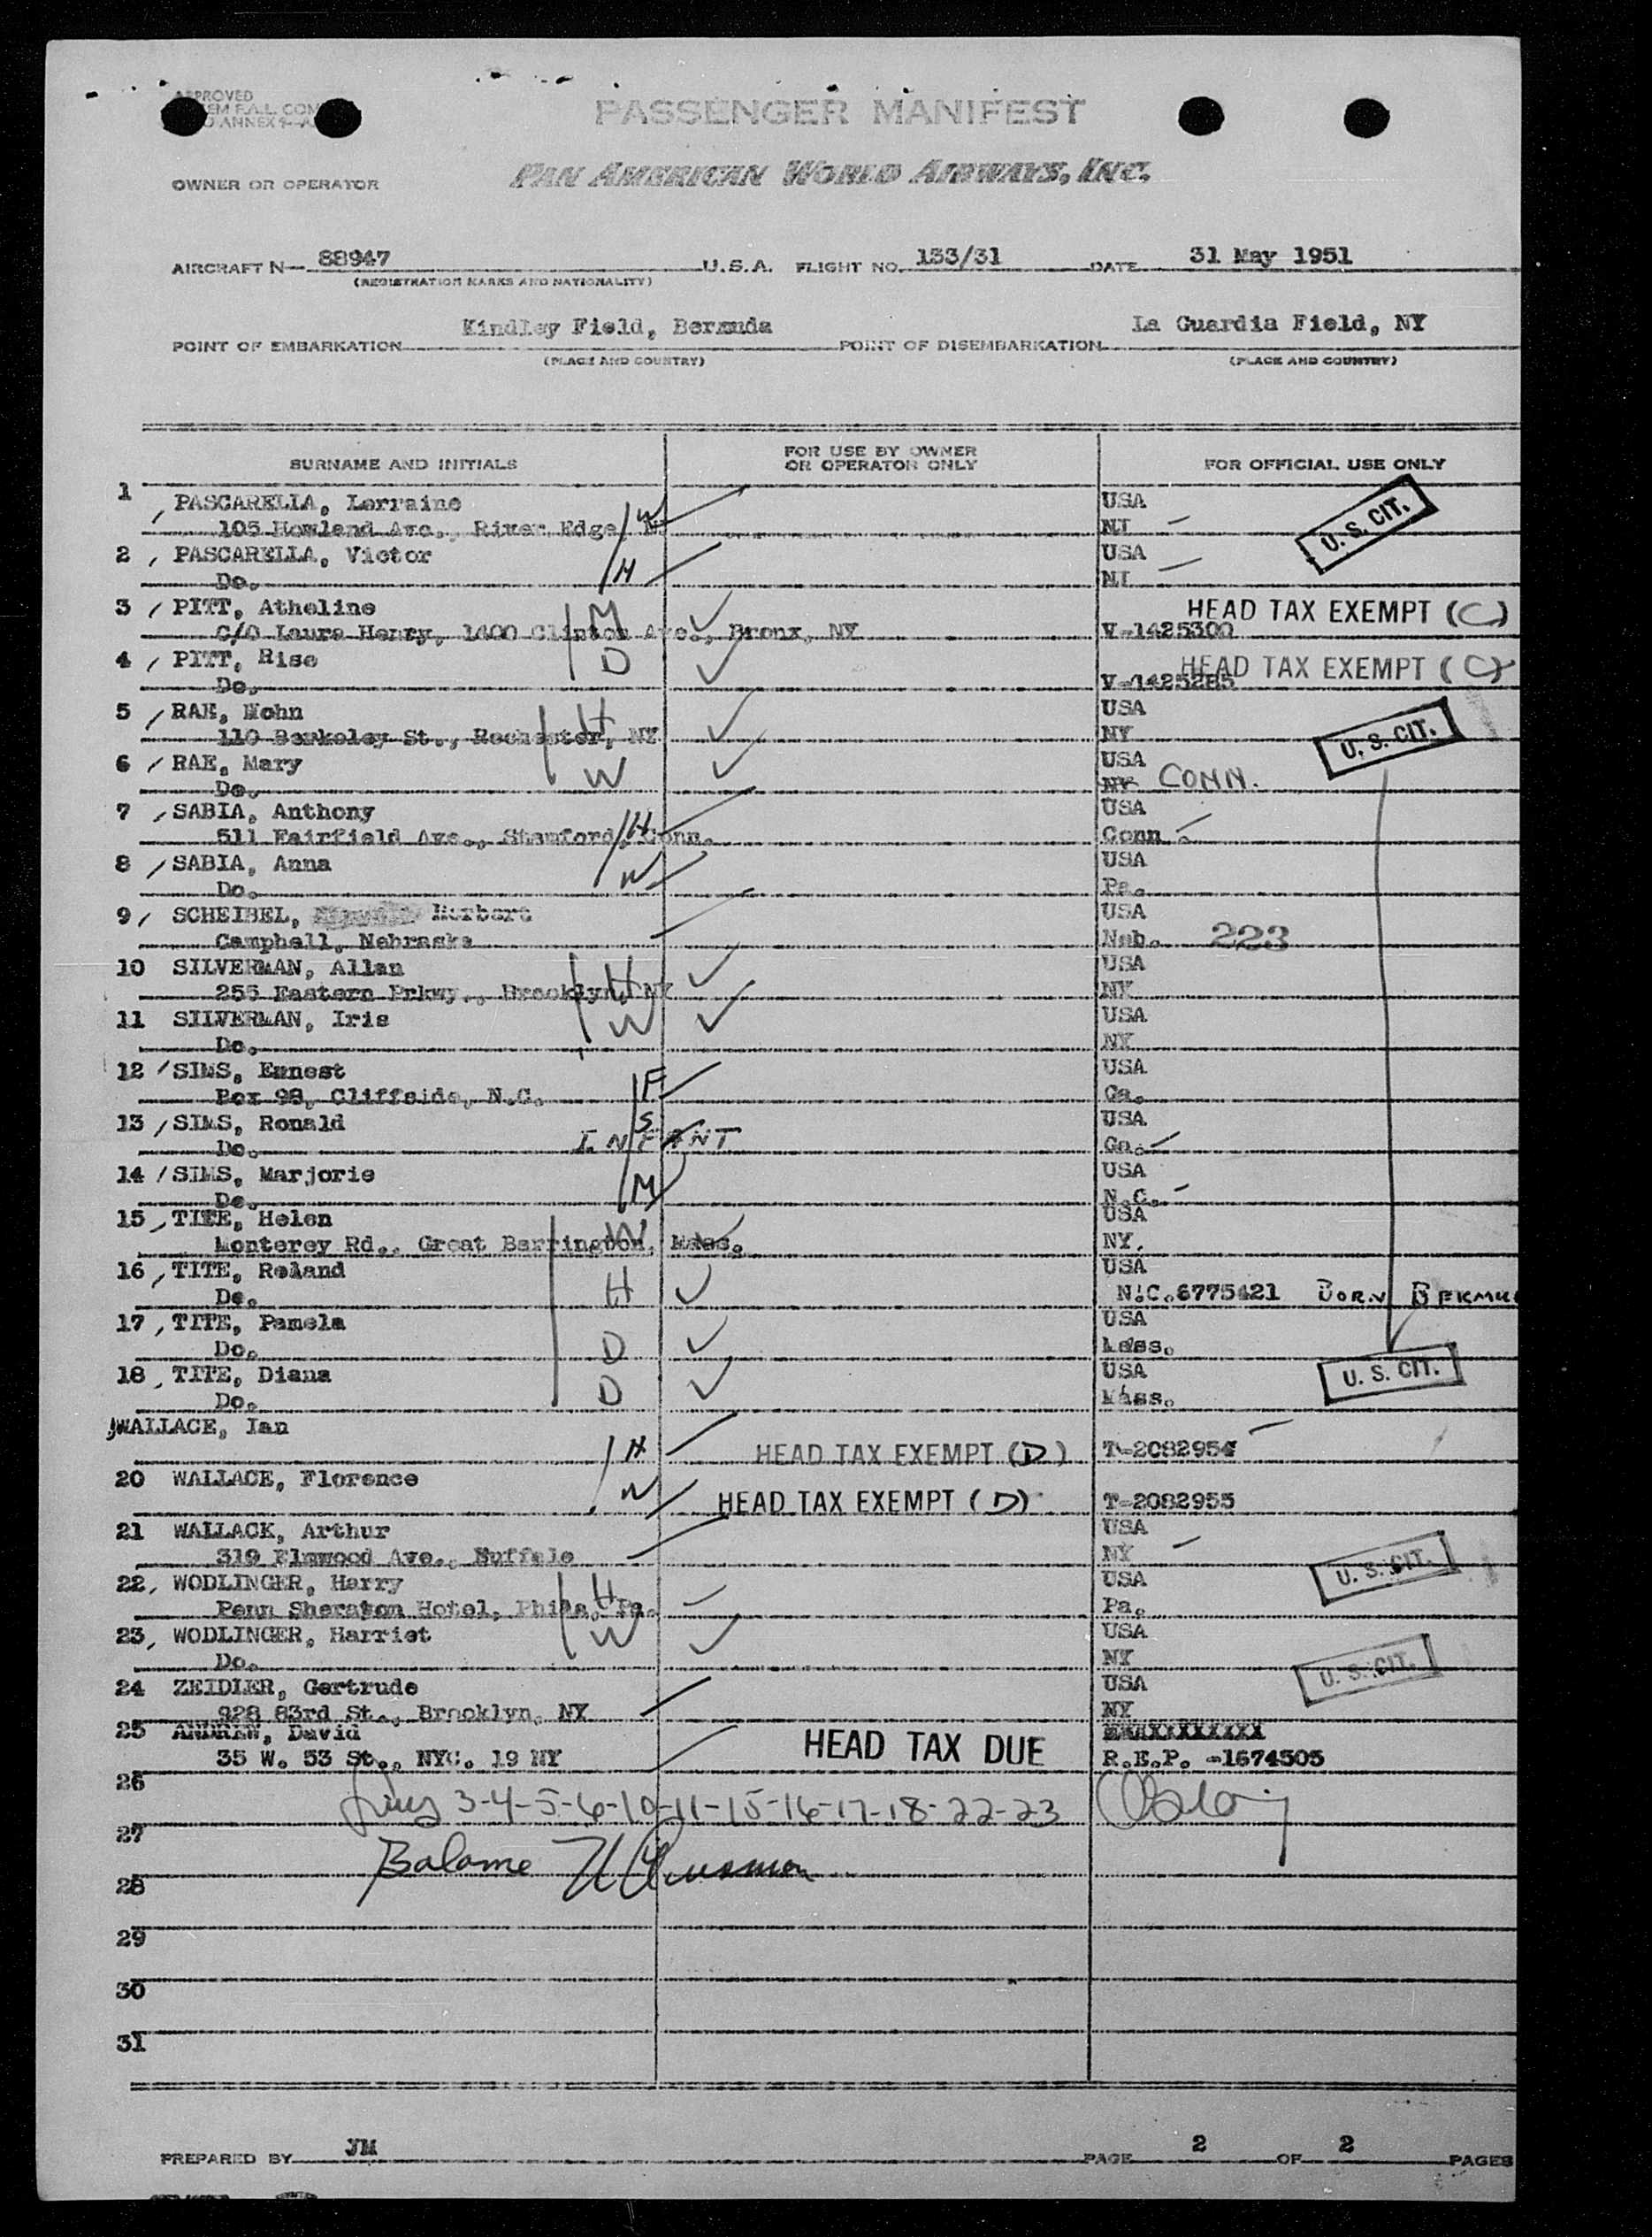 APPROVED
PASSENGER MANIFEST
OWNER OR OPERATOR PAN AMERICAN WORLD AIRWAYS, INC.
AIRCRAFT N— 88947 U.S.A. FLIGHT NO. 133/31 DATE 31 May 1951
(REGISTRATION MARKS AND NATIONALITY)
POINT OF EMBARKATION Kindley Field, Bermuda POINT OF DISEMBARKATION La Guardia Field, NY
(PLACE AND COUNTRY) (PLACE AND COUNTRY)
SURNAME AND INITIALS FOR USE BY OWNER OR OPERATOR ONLY FOR OFFICIAL USE ONLY
1 PASCARELLA, Lorraine USA U. S. CIT.
105 Howland Ave., River Edge, W NJ
2 PASCARELLA, Victor USA
Do. H NJ
3 PITT, Atheline M HEAD TAX EXEMPT (C)
C/O Laura Henry, 1400 Clinton Ave., Bronx, NY V-1425300
4 PITT, Rise D HEAD TAX EXEMPT (C)
Do. V-1425285
5 RAE, Mohn H USA U. S. CIT.
110 Berkeley St., Rochester, NY NY
6 RAE, Mary W USA
Do. NY CONN.
7 SABIA, Anthony USA
511 Fairfield Ave., Stamford, H Conn. Conn.
8 SABIA, Anna USA
Do. W Pa.
9 SCHEIBEL, Herbert USA
Campbell, Nebraska Neb. 223
10 SILVERMAN, Allan H USA
255 Eastern Prkwy., Brooklyn, NY NY
11 SILVERMAN, Iris W USA
Do. NY
12 SIMS, Ernest F USA
Box 98, Cliffside, N.C. Ga.
13 SIMS, Ronald S USA
Do. INFANT Ga.
14 SIMS, Marjorie M USA
Do. N.C.
15 TITE, Helen W USA
Monterey Rd., Great Barrington, Mass. NY.
16 TITE, Roland H USA
Do. N.C. 6775421 BORN
17 TITE, Pamela D USA
Do. Mass.
18 TITE, Diana D USA U. S. CIT.
Do. Mass.
WALLACE, Ian
H HEAD TAX EXEMPT (D) T-2082954
20 WALLACE, Florence
W HEAD TAX EXEMPT (D) T-2082955
21 WALLACK, Arthur USA
319 Elmwood Ave., Buffalo NY U. S. CIT.
22 WODLINGER, Harry H USA
Penn Sheraton Hotel, Phila. Pa. Pa.
23 WODLINGER, Harriet W USA
Do. NY U. S. CIT.
24 ZEIDLER, Gertrude USA
928 83rd St., Brooklyn, NY NY
25 ANDREW, David HEAD TAX DUE
35 W. 53 St., NYC. 19 NY R.E.P. -1674505
26
Lines 3-4-5-6-10-11-15-16-17-18-22-23
27
Balance
28
29
30
31
PREPARED BY JM PAGE 2 OF 2 PAGES